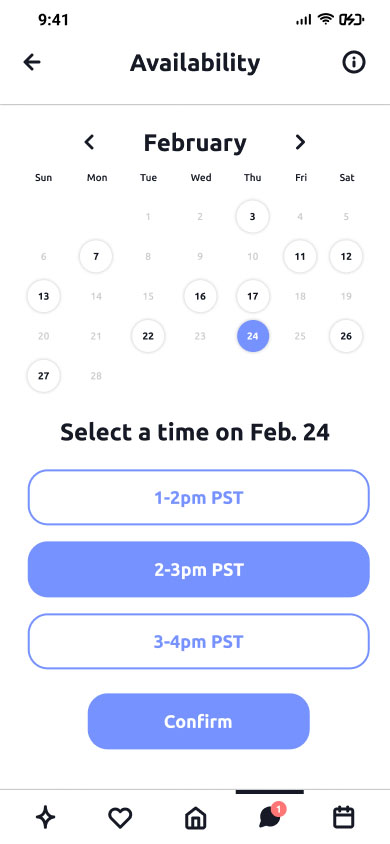 9:41
Availability
February
Sun Mon Tue Wed Thu Fri Sat
1 2 3 4 5
6 7 8 9 10 11 12
13 14 15 16 17 18 19
20 21 22 23 24 25 26
27 28
Select a time on Feb. 24
1-2pm PST
2-3pm PST
3-4pm PST
Confirm
1